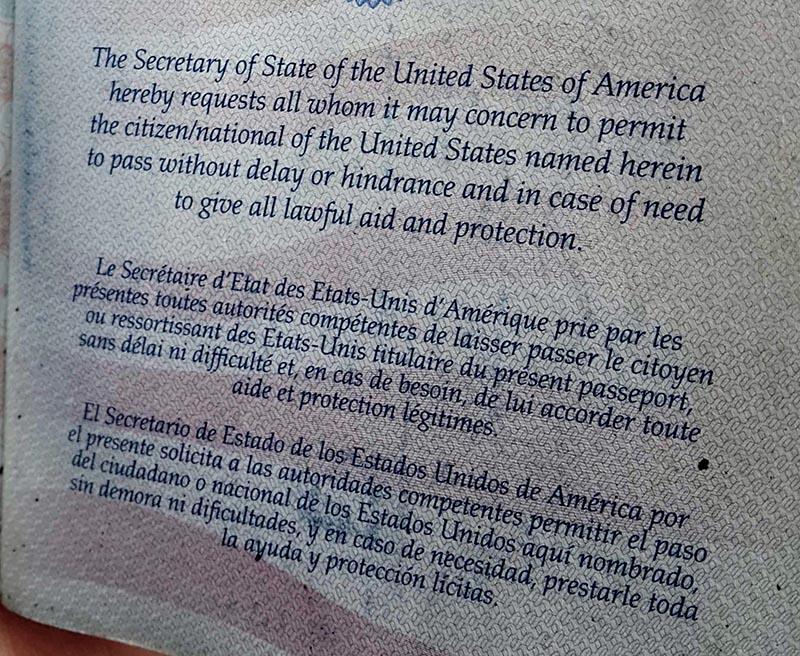 The Secretary of State of the United States of America
hereby requests all whom it may concern to permit
the citizen/national of the United States named herein
to pass without delay or hindrance and in case of need
to give all lawful aid and protection.
Le Secrétaire d'Etat des Etats-Unis d'Amérique prie par les
présentes toutes autorités compétentes de laisser passer le citoyen
ou ressortissant des Etats-Unis titulaire du présent passeport,
sans délai ni difficulté et, en cas de besoin, de lui accorder toute
aide et protection légitimes.
El Secretario de Estado de los Estados Unidos de América por
el presente solicita a las autoridades competentes permitir el paso
del ciudadano o nacional de los Estados Unidos aquí nombrado,
sin demora ni dificultades, y en caso de necesidad, prestarle toda
la ayuda y protección lícitas.